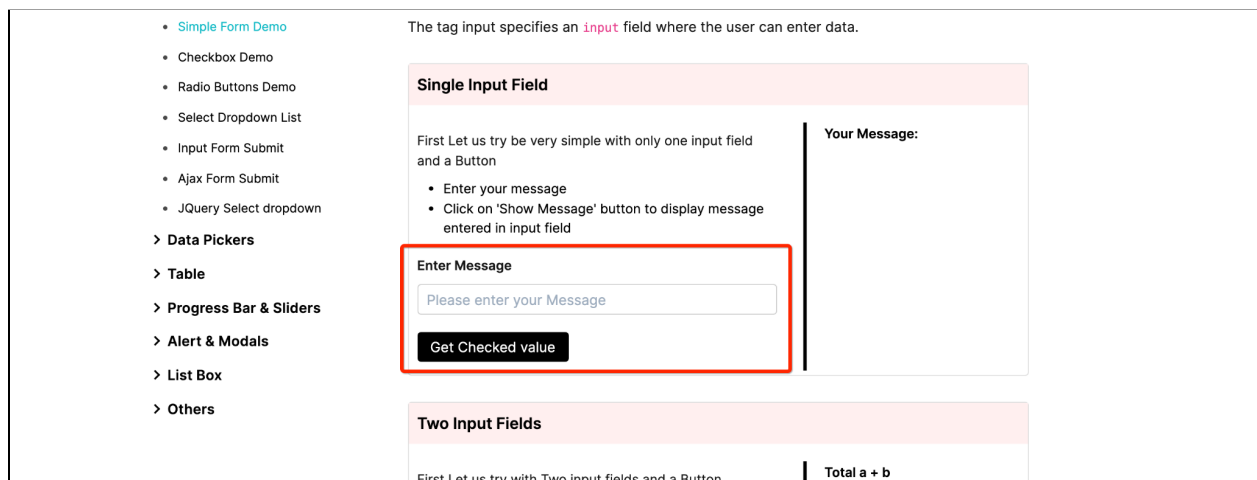 Simple Form Demo
Checkbox Demo
Radio Buttons Demo
Select Dropdown List
Input Form Submit
Ajax Form Submit
JQuery Select dropdown
Data Pickers
Table
Progress Bar & Sliders
Alert & Modals
List Box
Others
The tag input specifies an input field where the user can enter data.
Single Input Field
First Let us try be very simple with only one input field
and a Button
Enter your message
Click on 'Show Message' button to display message
entered in input field
Enter Message
Please enter your Message
Get Checked value
Your Message:
Two Input Fields
First Let us try with Two input fields and a Button
Total a + b